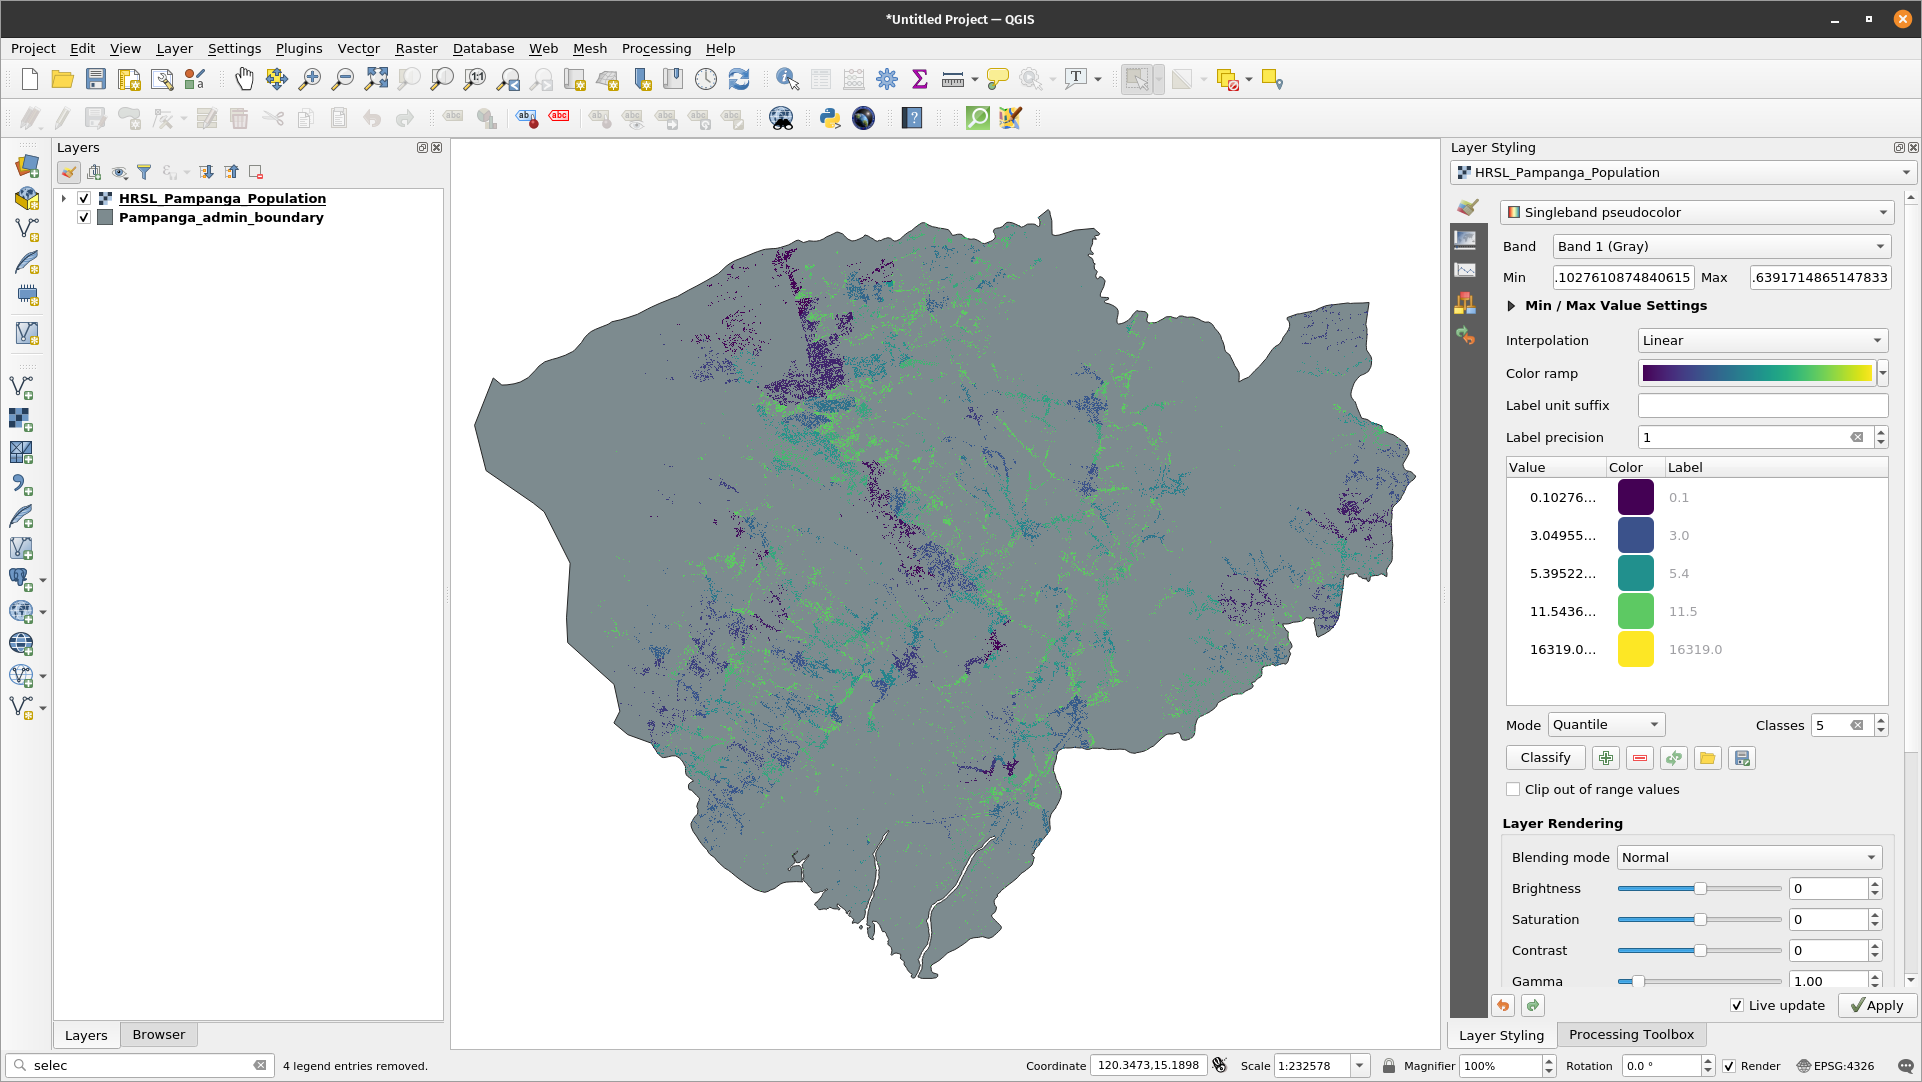 *Untitled Project — QGIS
Project Edit View Layer Settings Plugins Vector Raster Database Web Mesh Processing Help
Layers
HRSL_Pampanga_Population
Pampanga_admin_boundary
Layers Browser
Layer Styling
HRSL_Pampanga_Population
Singleband pseudocolor
Band Band 1 (Gray)
Min .1027610874840615 Max .6391714865147833
Min / Max Value Settings
Interpolation Linear
Color ramp
Label unit suffix
Label precision 1
Value Color Label
0.10276... 0.1
3.04955... 3.0
5.39522... 5.4
11.5436... 11.5
16319.0... 16319.0
Mode Quantile Classes 5
Classify
Clip out of range values
Layer Rendering
Blending mode Normal
Brightness 0
Saturation 0
Contrast 0
Gamma 1.00
Live update Apply
Layer Styling Processing Toolbox
selec 4 legend entries removed. Coordinate 120.3473,15.1898 Scale 1:232578 Magnifier 100% Rotation 0.0 ° Render EPSG:4326